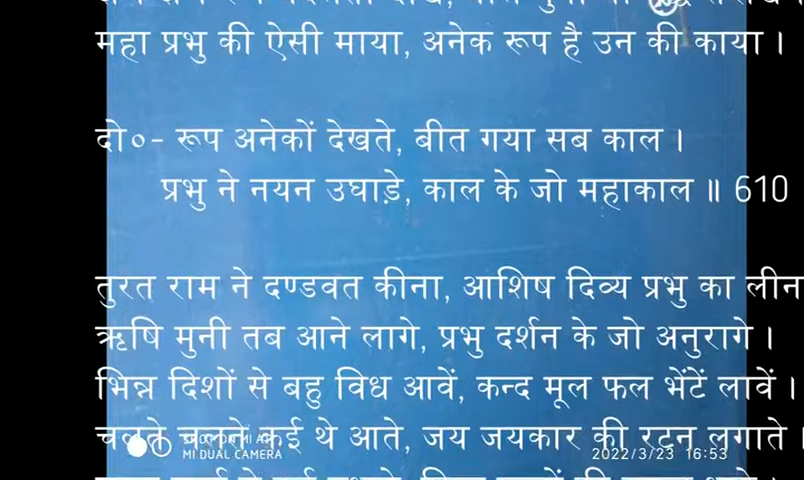 महा प्रभु की ऐसी माया, अनेक रूप है उन की काया ।
दो०- रूप अनेकों देखते, बीत गया सब काल ।
प्रभु ने नयन उघाड़े, काल के जो महाकाल ॥ 610
तुरत राम ने दण्डवत कीना, आशिष दिव्य प्रभु का लीन
ऋषि मुनी तब आने लागे, प्रभु दर्शन के जो अनुरागे ।
भिन्न दिशों से बहु विध आवें, कन्द मूल फल भेंटें लावें ।
चलते चलते कई थे आते, जय जयकार की रटन लगाते ।
MI DUAL CAMERA
2022/3/23 16:53